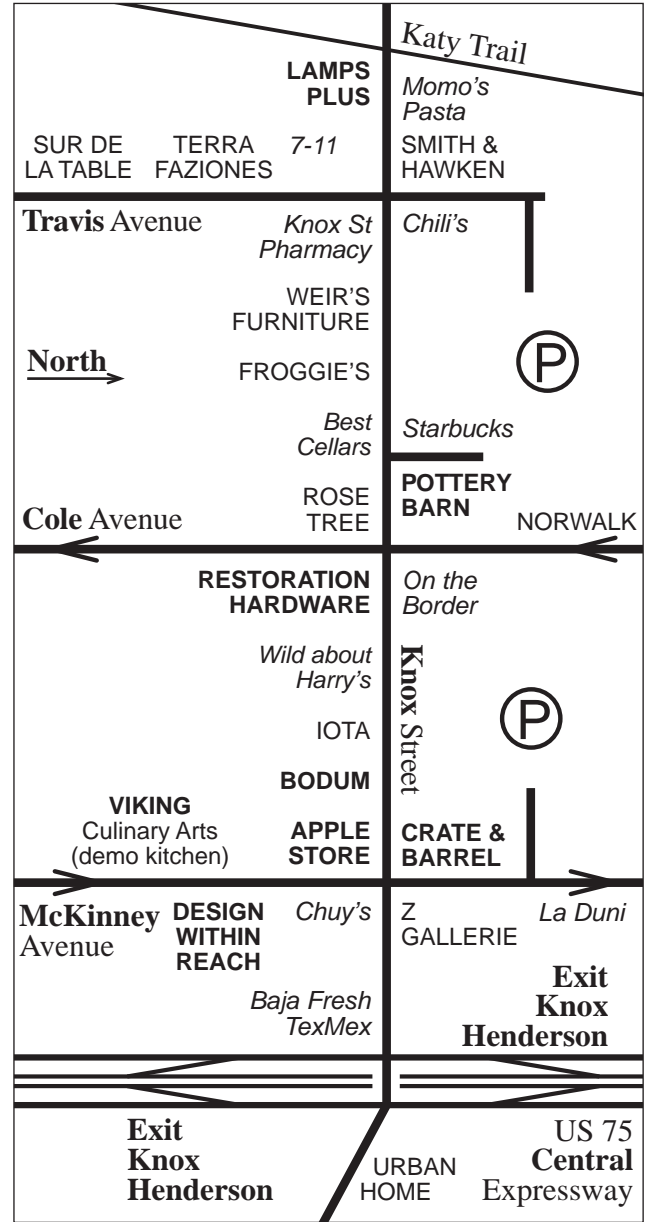 Katy Trail
LAMPS
PLUS
Momo's
Pasta
SUR DE
LA TABLE
TERRA
FAZIONES
7-11
SMITH &
HAWKEN
Travis Avenue
Knox St
Pharmacy
Chili's
WEIR'S
FURNITURE
North
FROGGIE'S
P
Best
Cellars
Starbucks
ROSE
TREE
POTTERY
BARN
Cole Avenue
NORWALK
RESTORATION
HARDWARE
On the
Border
Wild about
Harry's
Knox Street
IOTA
P
BODUM
VIKING
Culinary Arts
(demo kitchen)
APPLE
STORE
CRATE &
BARREL
McKinney
Avenue
DESIGN
WITHIN
REACH
Chuy's
Z
GALLERIE
La Duni
Baja Fresh
TexMex
Exit
Knox
Henderson
Exit
Knox
Henderson
URBAN
HOME
US 75
Central
Expressway